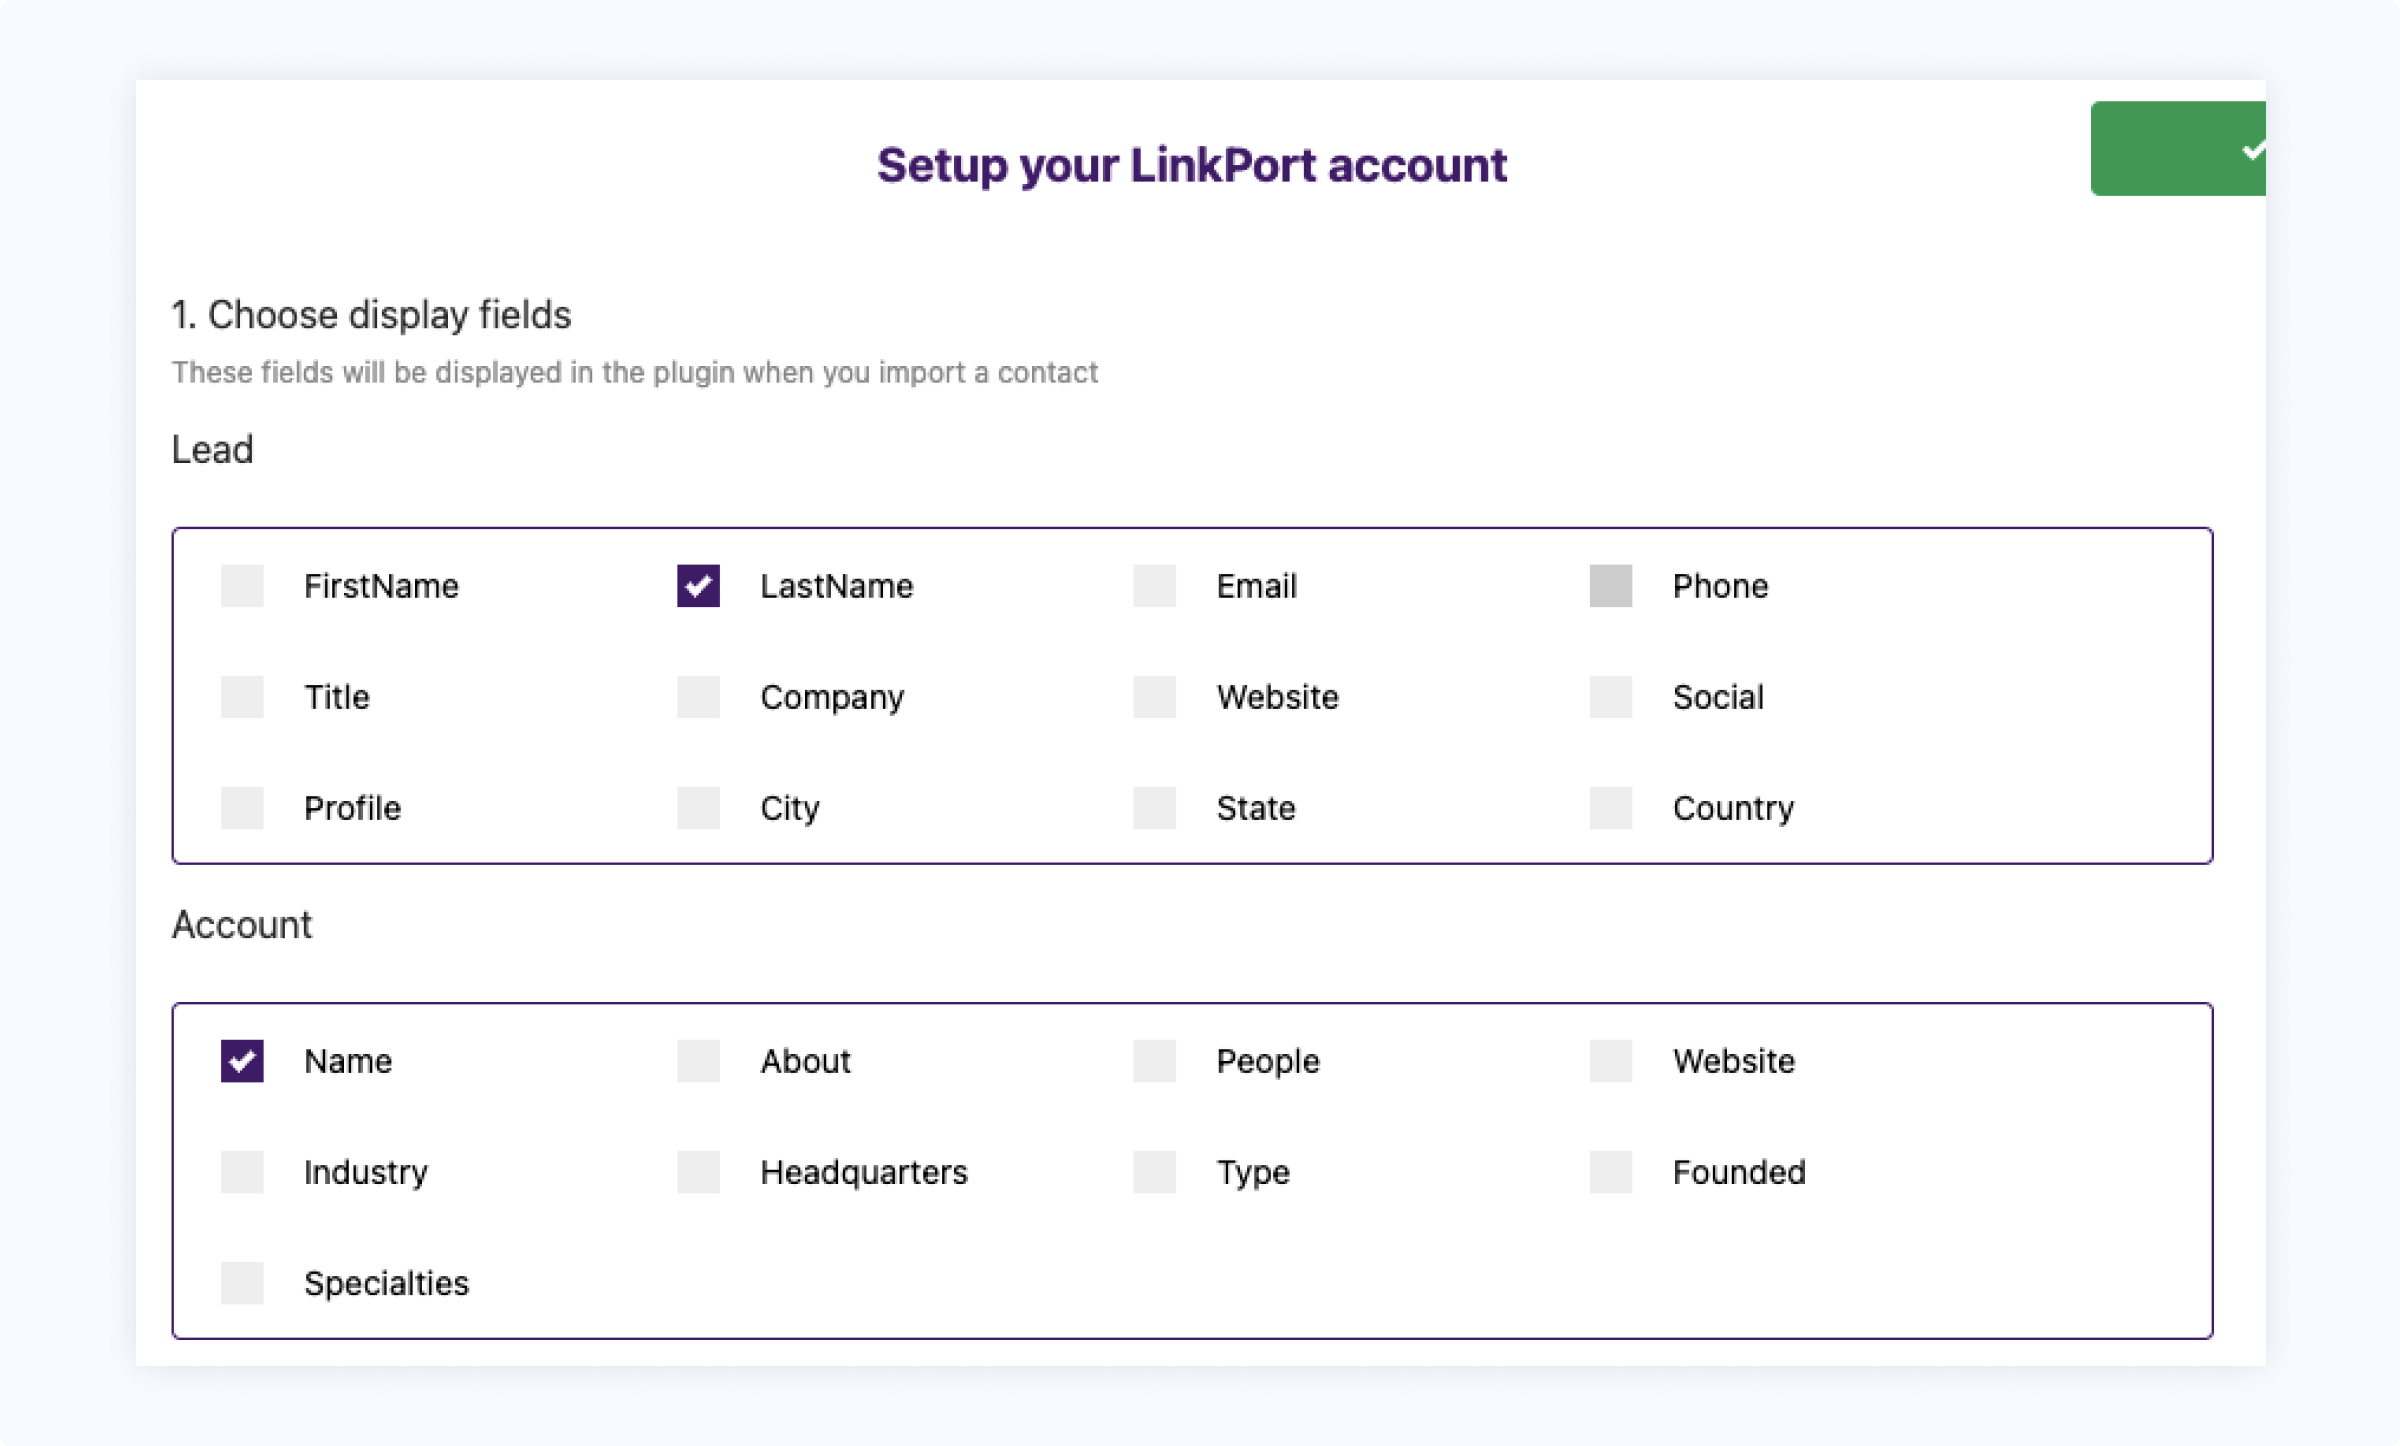 Setup your LinkPort account
1. Choose display fields
These fields will be displayed in the plugin when you import a contact
Lead
FirstName LastName Email Phone
Title Company Website Social
Profile City State Country
Account
Name About People Website
Industry Headquarters Type Founded
Specialties